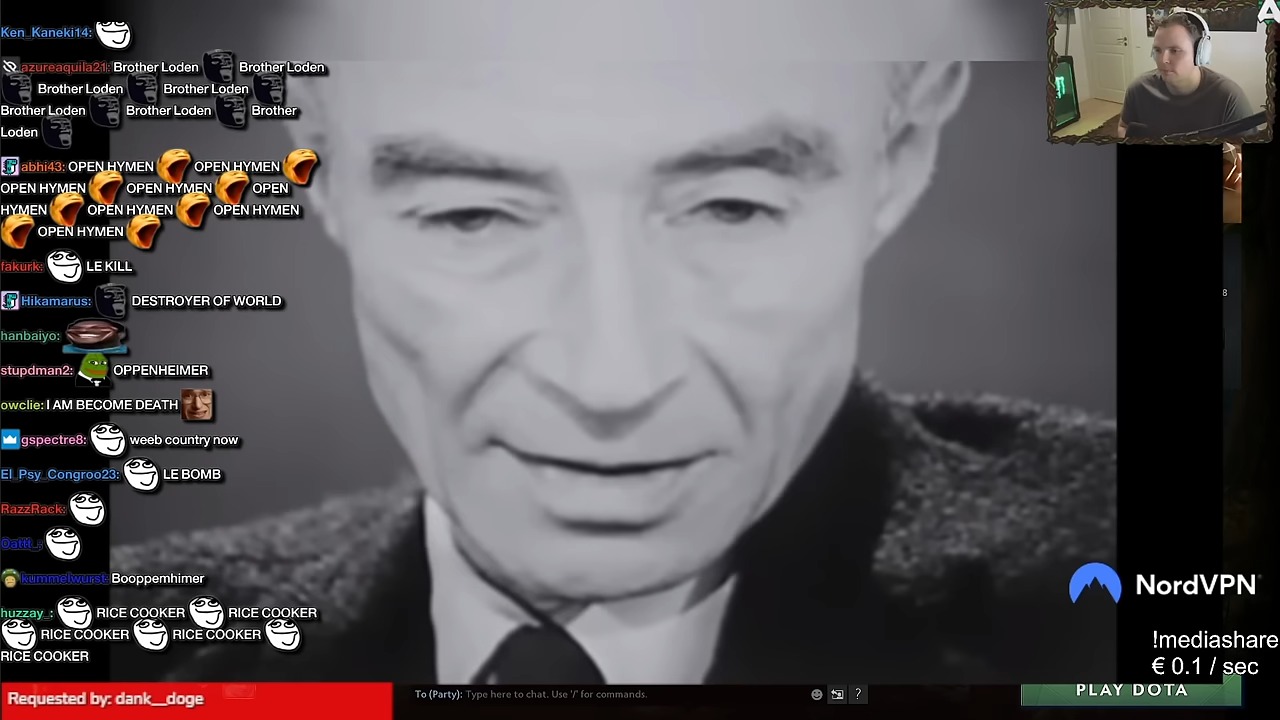 Ken_Kaneki14:
azureaquila21: Brother Loden Brother Loden
Brother Loden Brother Loden
Brother Loden Brother Loden Brother
Loden
abhi43: OPEN HYMEN OPEN HYMEN
OPEN HYMEN OPEN HYMEN OPEN
HYMEN OPEN HYMEN OPEN HYMEN
OPEN HYMEN
fakurk: LE KILL
Hikamarus: DESTROYER OF WORLD
hanbaiyo:
stupdman2: OPPENHEIMER
owclie: I AM BECOME DEATH
gspectre8: weeb country now
El_Psy_Congroo23: LE BOMB
RazzRack:
kummelwurst: Booppemhimer
huzzay_: RICE COOKER RICE COOKER
RICE COOKER RICE COOKER
RICE COOKER
Requested by: dank__doge
To (Party): Type here to chat. Use '/' for commands.
?
8
NordVPN
!mediashare
€ 0.1 / sec
PLAY DOTA